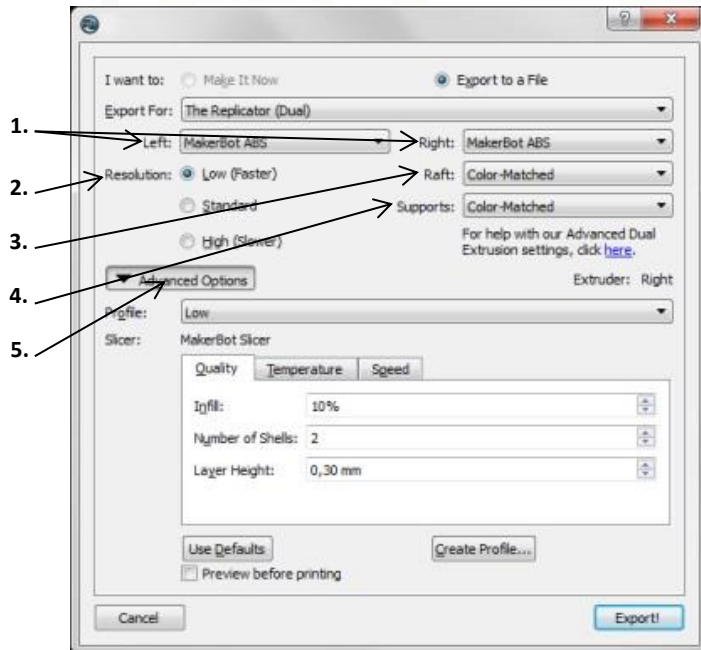 I want to: Make It Now Export to a File
Export For: The Replicator (Dual)
1.
Left: MakerBot ABS Right: MakerBot ABS
2.
Resolution: Low (Faster) Raft: Color-Matched
3.
Standard Supports: Color-Matched
High (Slower) For help with our Advanced Dual
Extrusion settings, click here.
4.
Advanced Options Extruder: Right
5.
Profile: Low
Slicer: MakerBot Slicer
Quality Temperature Speed
Infill: 10%
Number of Shells: 2
Layer Height: 0,30 mm
Use Defaults Create Profile...
Preview before printing
Cancel Export!